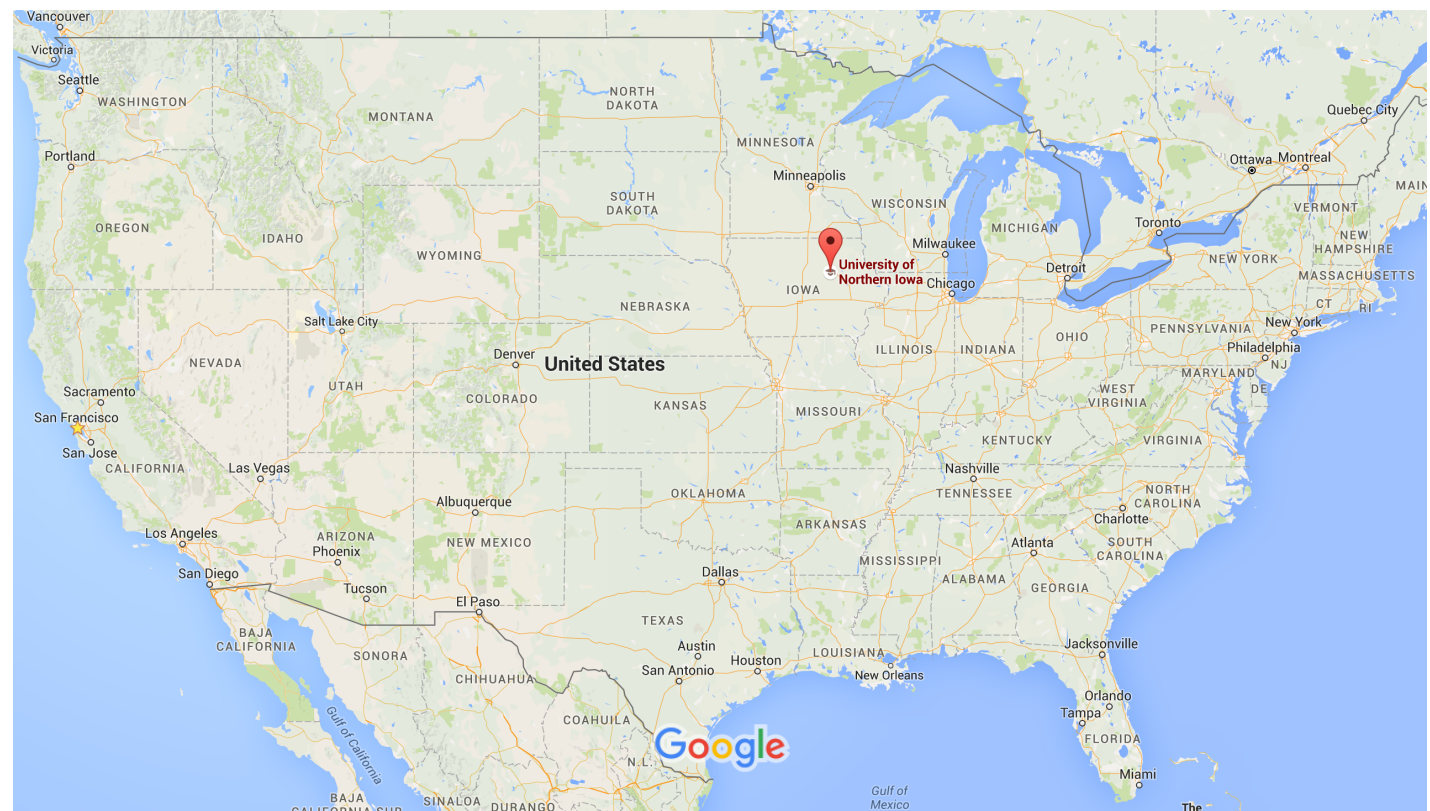 Vancouver
Victoria
Seattle
WASHINGTON
MONTANA
NORTH
DAKOTA
MINNESOTA
Quebec City
Portland
Minneapolis
Ottawa
Montreal
MAIN
OREGON
IDAHO
WYOMING
SOUTH
DAKOTA
WISCONSIN
MICHIGAN
Milwaukee
Toronto
VERMONT
NEW
HAMPSHIRE
University of
Northern Iowa
IOWA
Chicago
Detroit
NEW YORK
MASSACHUSETTS
CT
RI
NEBRASKA
Salt Lake City
NEVADA
UTAH
Denver
COLORADO
United States
ILLINOIS
INDIANA
OHIO
PENNSYLVANIA
New York
Philadelphia
NJ
MARYLAND
DE
Sacramento
San Francisco
San Jose
CALIFORNIA
Las Vegas
KANSAS
MISSOURI
WEST
VIRGINIA
KENTUCKY
VIRGINIA
Nashville
TENNESSEE
NORTH
CAROLINA
Charlotte
Los Angeles
ARIZONA
Phoenix
Albuquerque
NEW MEXICO
OKLAHOMA
ARKANSAS
MISSISSIPPI
Atlanta
SOUTH
CAROLINA
San Diego
Tucson
El Paso
Dallas
ALABAMA
GEORGIA
BAJA
CALIFORNIA
SONORA
CHIHUAHUA
TEXAS
Austin
San Antonio
Houston
LOUISIANA
New Orleans
Jacksonville
Gulf of California
COAHUILA
N.L.
Google
Orlando
Tampa
FLORIDA
Miami
BAJA
CALIFORNIA SUR
SINALOA
DURANGO
Gulf of
Mexico
The